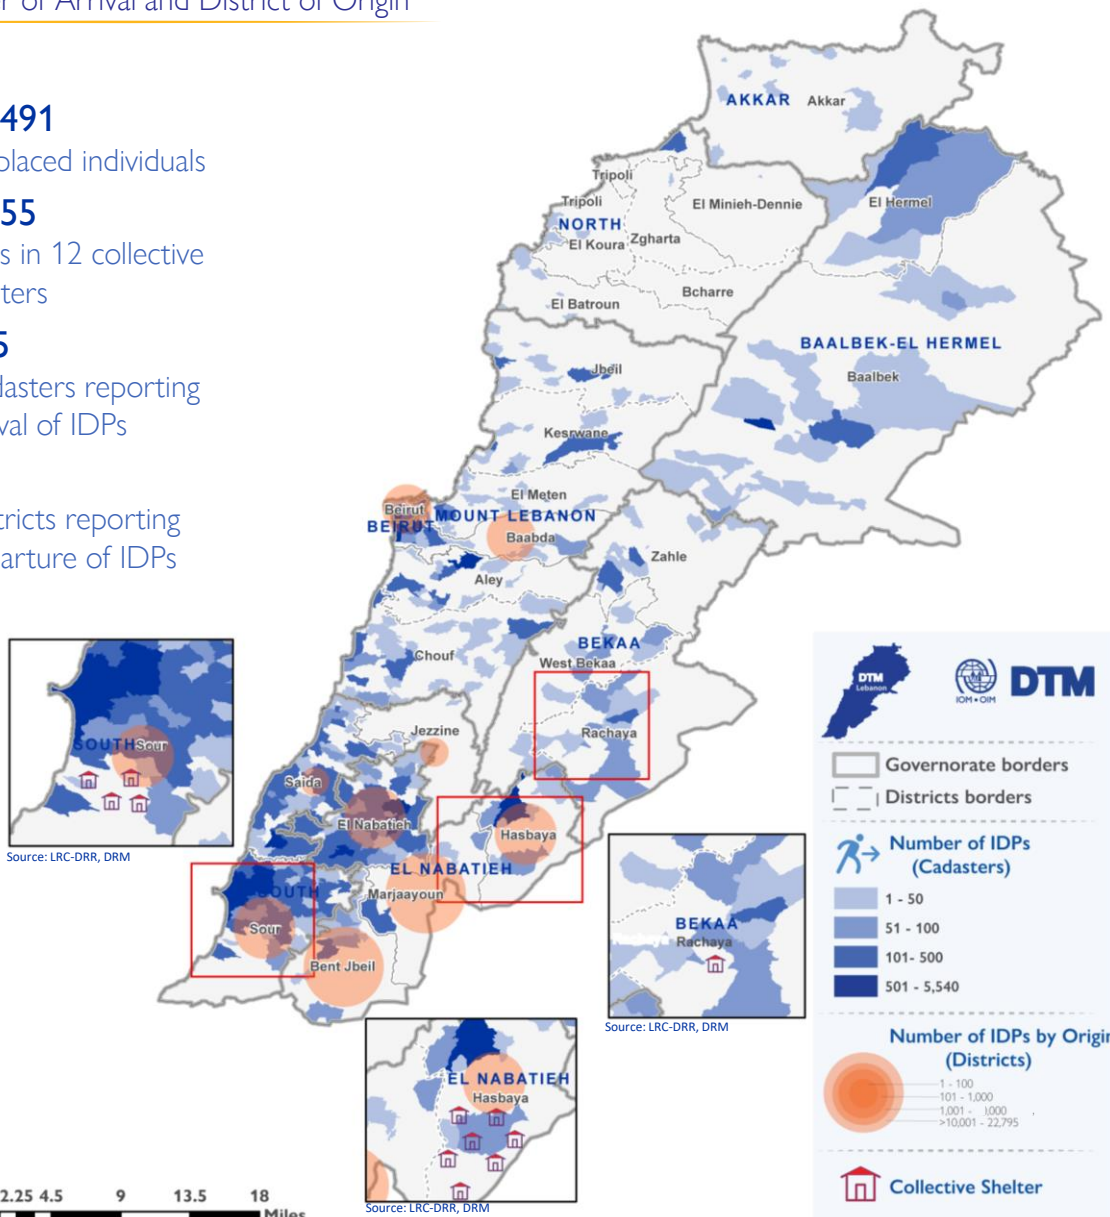 er of Arrival and District of Origin
491
placed individuals
55
s in 12 collective
ters
5
dasters reporting
val of IDPs
tricts reporting
arture of IDPs
AKKAR Akkar
Tripoli
Tripoli
El Minieh-Dennie
El Hermel
NORTH
El Koura
Zgharta
El Batroun
Bcharre
BAALBEK-EL HERMEL
Baalbek
Jbeil
Kesrwane
El Meten
Beirut
BEIRUT
MOUNT LEBANON
Baabda
Zahle
Aley
BEKAA
Chouf
West Bekaa
Jezzine
Rachaya
Saida
El Nabatieh
Hasbaya
EL NABATIEH
SOUTH
Marjaayoun
Sour
Bent Jbeil
SOUTH Sour
Source: LRC-DRR, DRM
BEKAA
Rachaya
Source: LRC-DRR, DRM
EL NABATIEH
Hasbaya
Source: LRC-DRR, DRM
2.25 4.5 9 13.5 18
Miles
DTM
Lebanon
IOM • OIM
DTM
Governorate borders
Districts borders
Number of IDPs
(Cadasters)
1 - 50
51 - 100
101- 500
501 - 5,540
Number of IDPs by Origin
(Districts)
1 - 100
101 - 1,000
1,001 - ,000
>10,001 - 22,795
Collective Shelter